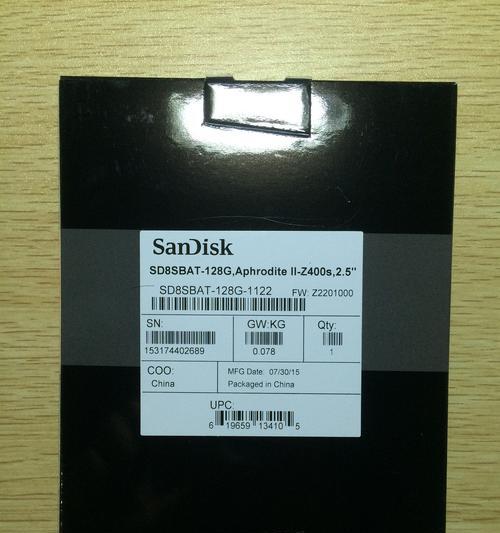 SanDisk
SD8SBAT-128G,Aphrodite II-Z400s,2.5"
SD8SBAT-128G-1122 FW: Z2201000
SN: GW:KG Qty:
153174402689 0.078 1
COO: MFG Date: 07/30/15
China Packaged in China
UPC:
6 19659 13410 5